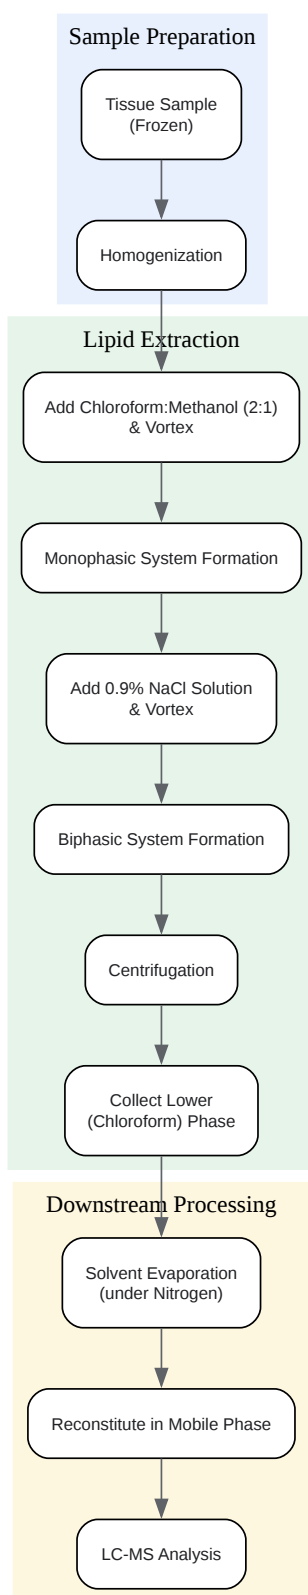 Sample Preparation
Tissue Sample
(Frozen)
Homogenization
Lipid Extraction
Add Chloroform:Methanol (2:1)
& Vortex
Monophasic System Formation
Add 0.9% NaCl Solution
& Vortex
Biphasic System Formation
Centrifugation
Collect Lower
(Chloroform) Phase
Downstream Processing
Solvent Evaporation
(under Nitrogen)
Reconstitute in Mobile Phase
LC-MS Analysis